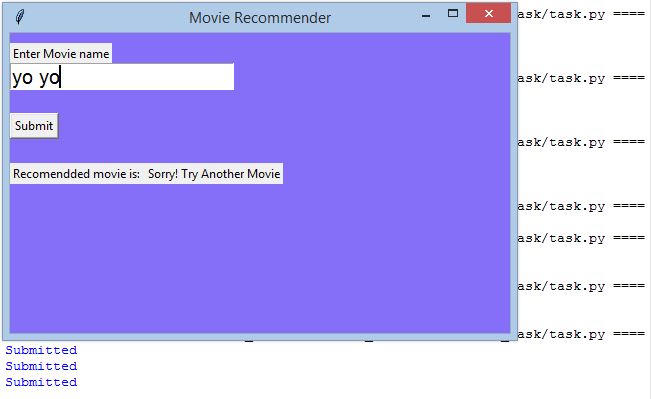 Movie Recommender
ask/task.py ====
Enter Movie name
yo yo
ask/task.py ====
Submit
ask/task.py ====
Recomendded movie is: Sorry! Try Another Movie
ask/task.py ====
ask/task.py ====
ask/task.py ====
ask/task.py ====
Submitted
Submitted
Submitted